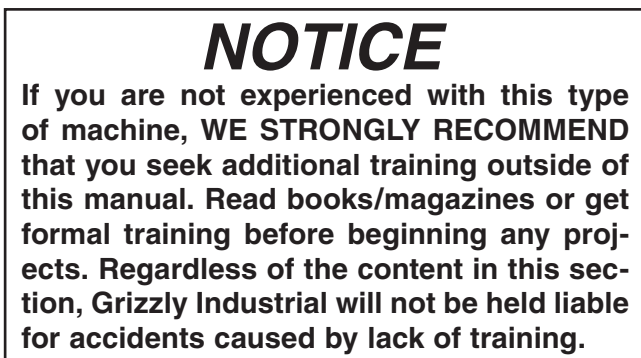 NOTICE
If you are not experienced with this type
of machine, WE STRONGLY RECOMMEND
that you seek additional training outside of
this manual. Read books/magazines or get
formal training before beginning any proj-
ects. Regardless of the content in this sec-
tion, Grizzly Industrial will not be held liable
for accidents caused by lack of training.